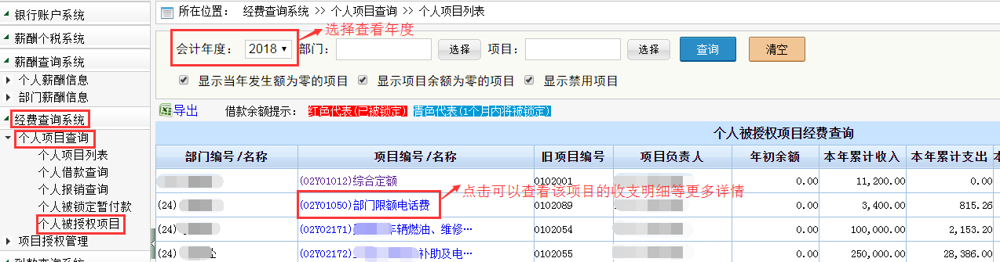 银行账户系统
薪酬个税系统
薪酬查询系统
个人薪酬信息
部门薪酬信息
经费查询系统
个人项目查询
个人项目列表
个人借款查询
个人报销查询
个人被锁定暂付款
个人被授权项目
项目授权管理
到款查询系统
所在位置： 经费查询系统 >> 个人项目查询 >> 个人项目列表
选择查看年度
会计年度： 2018 部门： 选择 项目： 选择 查询 清空
显示当年发生额为零的项目 显示项目余额为零的项目 显示禁用项目
导出 借款余额提示： 红色代表(已被锁定) 青色代表(1个月内将被锁定)
个人被授权项目经费查询
部门编号/名称 项目编号/名称 旧项目编号 项目负责人 年初余额 本年累计收入 本年累计支出
(02Y01012)综合定额 0102001 0.00 11,200.00 0.00
点击可以查看该项目的收支明细等更多详情
(24) (02Y01050)部门限额电话费 0102089 0.00 3,400.00 815.26
(24) (02Y02171) 车辆燃油、维修… 0102054 0.00 100,000.00 2,153.20
(24) 处 (02Y02172) 补助及电… 0102055 0.00 250,000.00 28,386.00